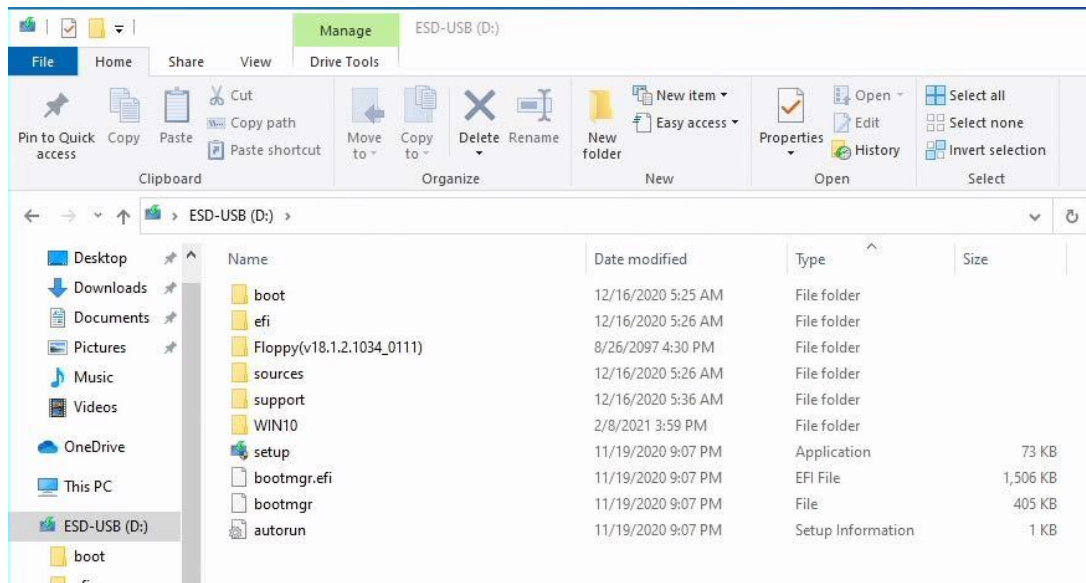 Manage ESD-USB (D:)
File Home Share View Drive Tools
Pin to Quick access
Copy
Paste
Cut
Copy path
Paste shortcut
Clipboard
Move to
Copy to
Delete
Rename
Organize
New folder
New item
Easy access
New
Properties
Open
Edit
History
Open
Select all
Select none
Invert selection
Select
ESD-USB (D:)
Desktop
Downloads
Documents
Pictures
Music
Videos
OneDrive
This PC
ESD-USB (D:)
boot
Name Date modified Type Size
boot 12/16/2020 5:25 AM File folder
efi 12/16/2020 5:26 AM File folder
Floppy(v18.1.2.1034_0111) 8/26/2097 4:30 PM File folder
sources 12/16/2020 5:26 AM File folder
support 12/16/2020 5:36 AM File folder
WIN10 2/8/2021 3:59 PM File folder
setup 11/19/2020 9:07 PM Application 73 KB
bootmgr.efi 11/19/2020 9:07 PM EFI File 1,506 KB
bootmgr 11/19/2020 9:07 PM File 405 KB
autorun 11/19/2020 9:07 PM Setup Information 1 KB